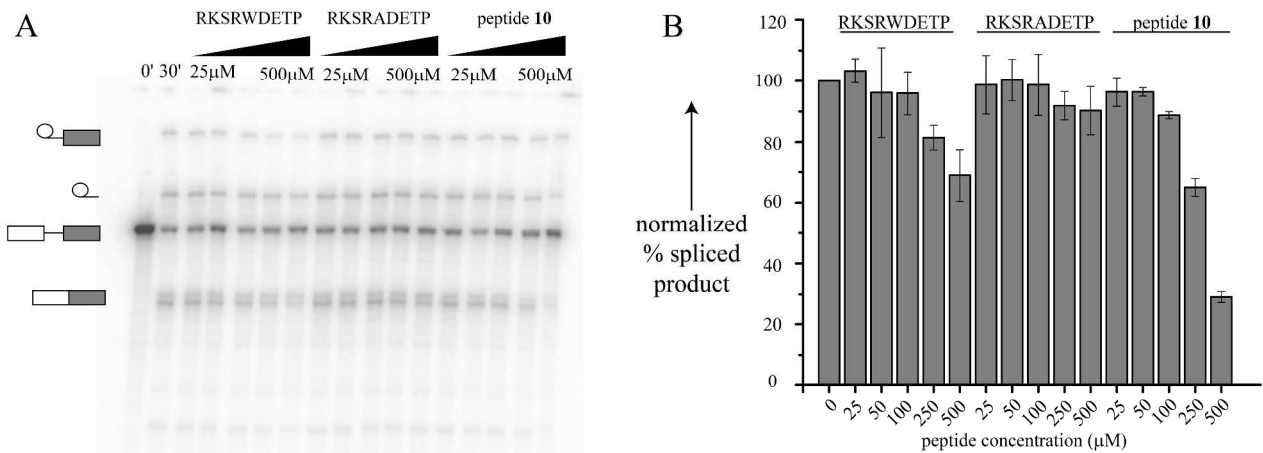 A
RKSRWDETP RKSRADETP peptide 10
0' 30' 25μM 500μM 25μM 500μM 25μM 500μM
B
RKSRWDETP RKSRADETP peptide 10
120
100
80
60
40
20
0
normalized
% spliced
product
0 25 50 100 250 500 25 50 100 250 500 25 50 100 250 500
peptide concentration (μM)